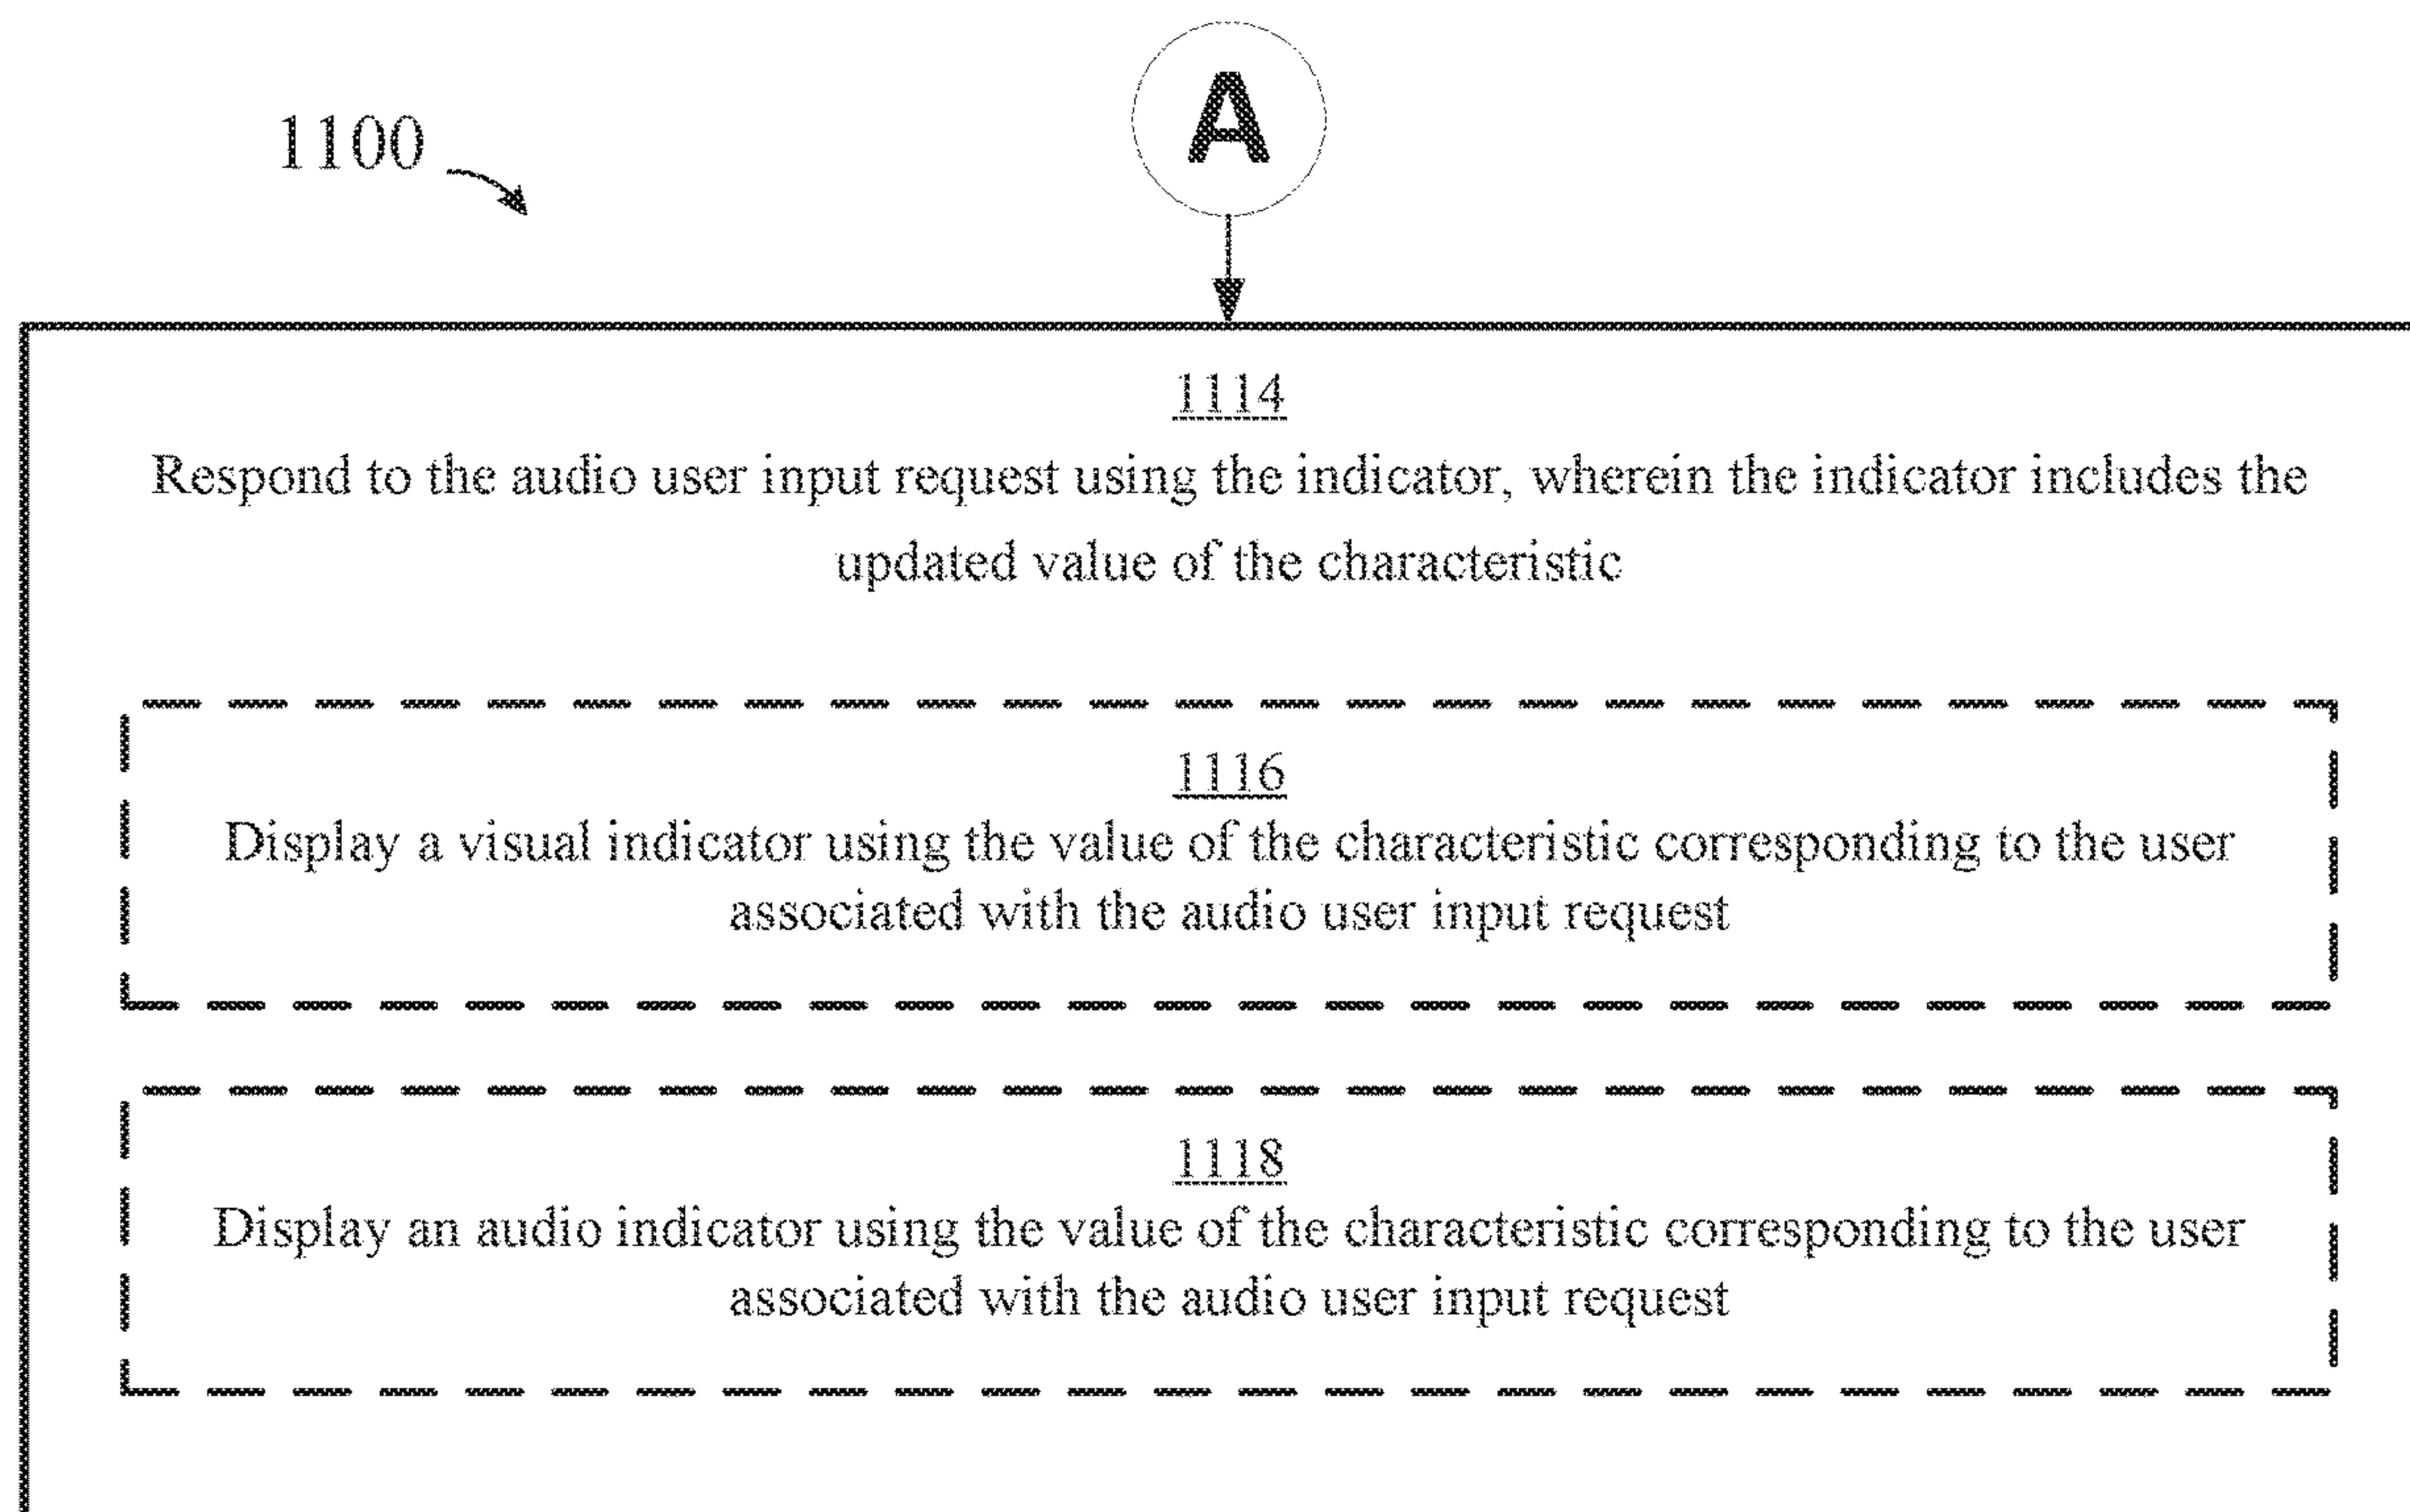 A
1100
1114
Respond to the audio user input request using the indicator, wherein the indicator includes the
updated value of the characteristic
1116
Display a visual indicator using the value of the characteristic corresponding to the user
associated with the audio user input request
1118
Display an audio indicator using the value of the characteristic corresponding to the user
associated with the audio user input request